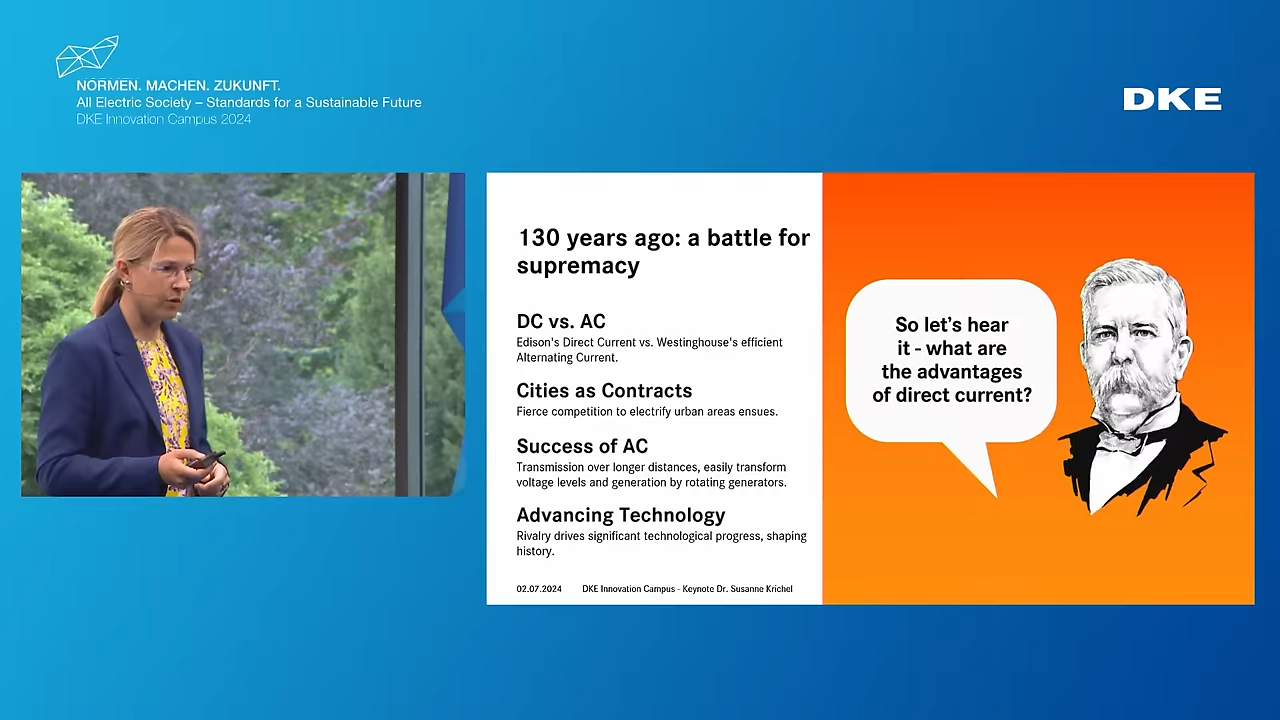 NORMEN. MACHEN. ZUKUNFT.
All Electric Society – Standards for a Sustainable Future
DKE Innovation Campus 2024
DKE
130 years ago: a battle for
supremacy
DC vs. AC
Edison's Direct Current vs. Westinghouse's efficient
Alternating Current.
Cities as Contracts
Fierce competition to electrify urban areas ensues.
Success of AC
Transmission over longer distances, easily transform
voltage levels and generation by rotating generators.
Advancing Technology
Rivalry drives significant technological progress, shaping
history.
02.07.2024 DKE Innovation Campus - Keynote Dr. Susanne Krichel
So let's hear
it - what are
the advantages
of direct current?